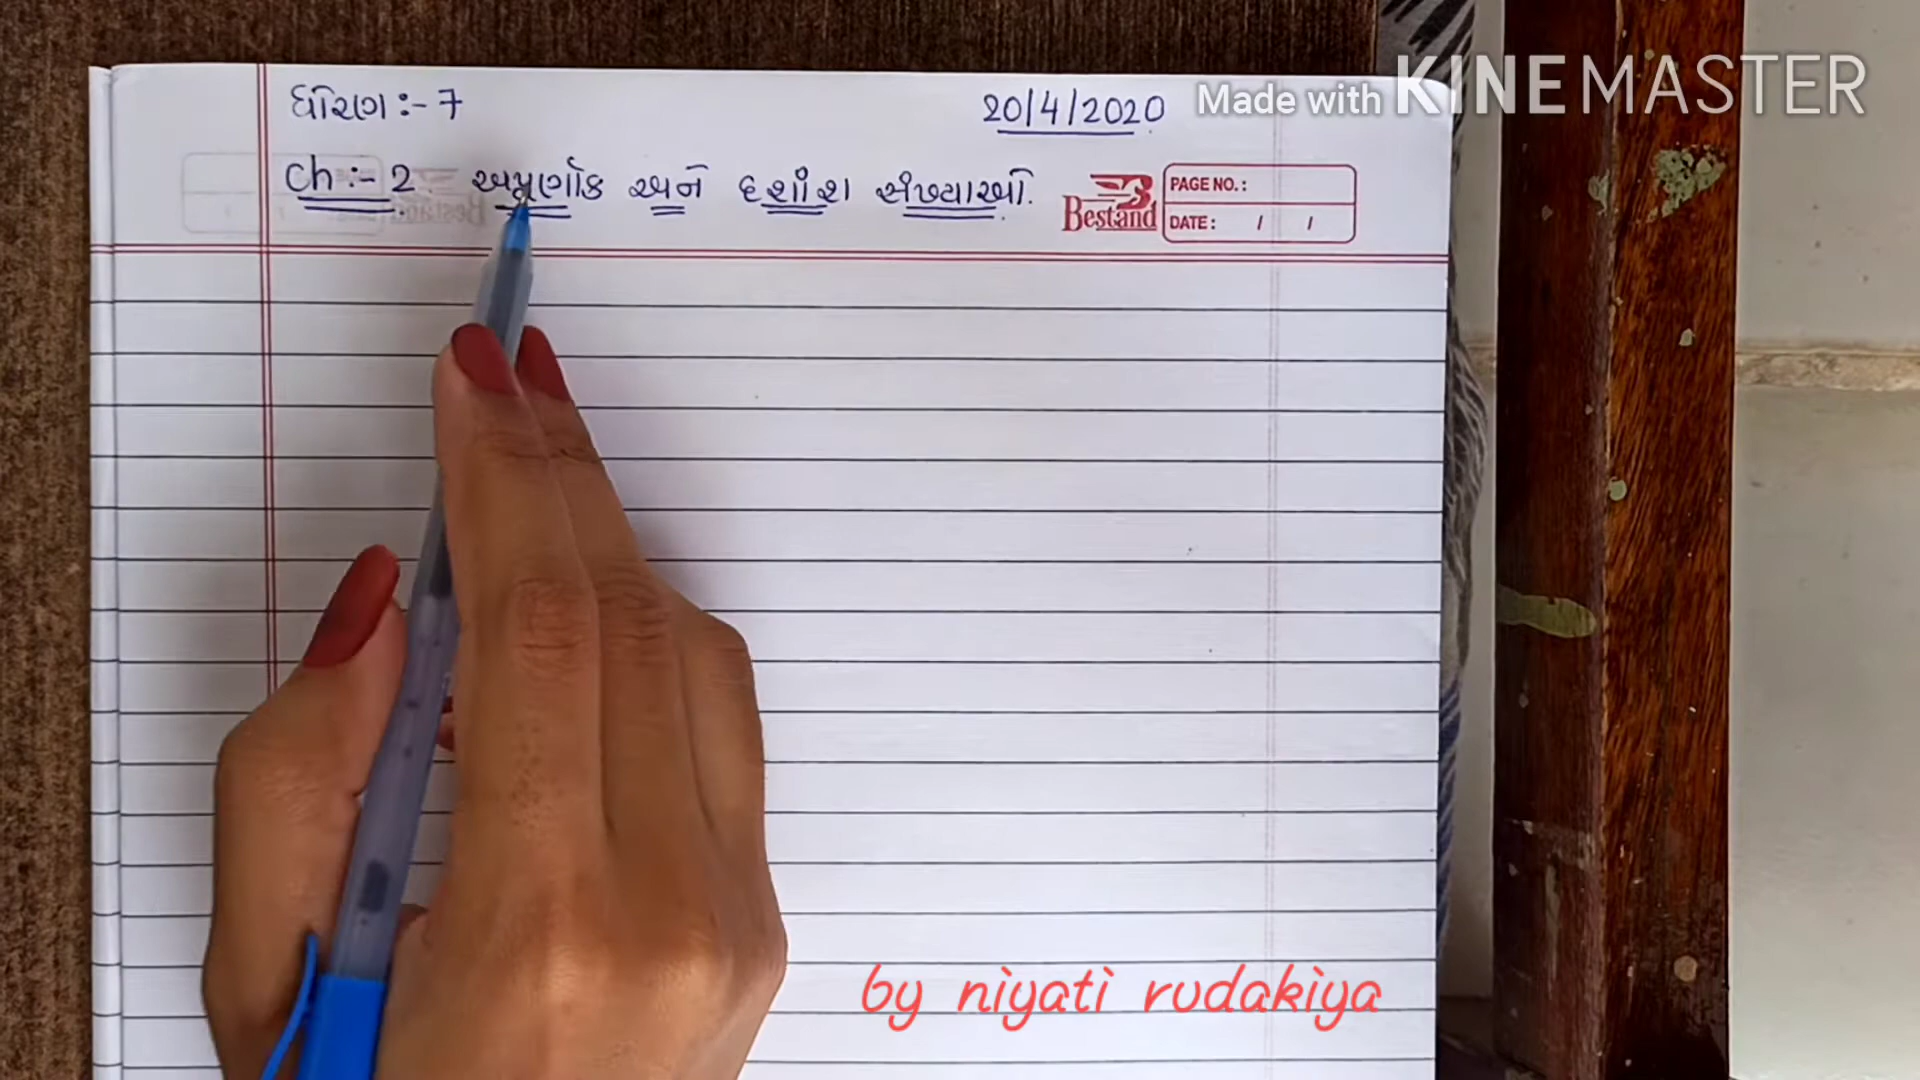 ધોરણ :- 7
20/4/2020
Made with KINEMASTER
Ch :- 2. અપૂર્ણાંક અને દશાંશ સંખ્યાઓ.
Bestand
PAGE NO. :
DATE : / /
by niyati rudakiya